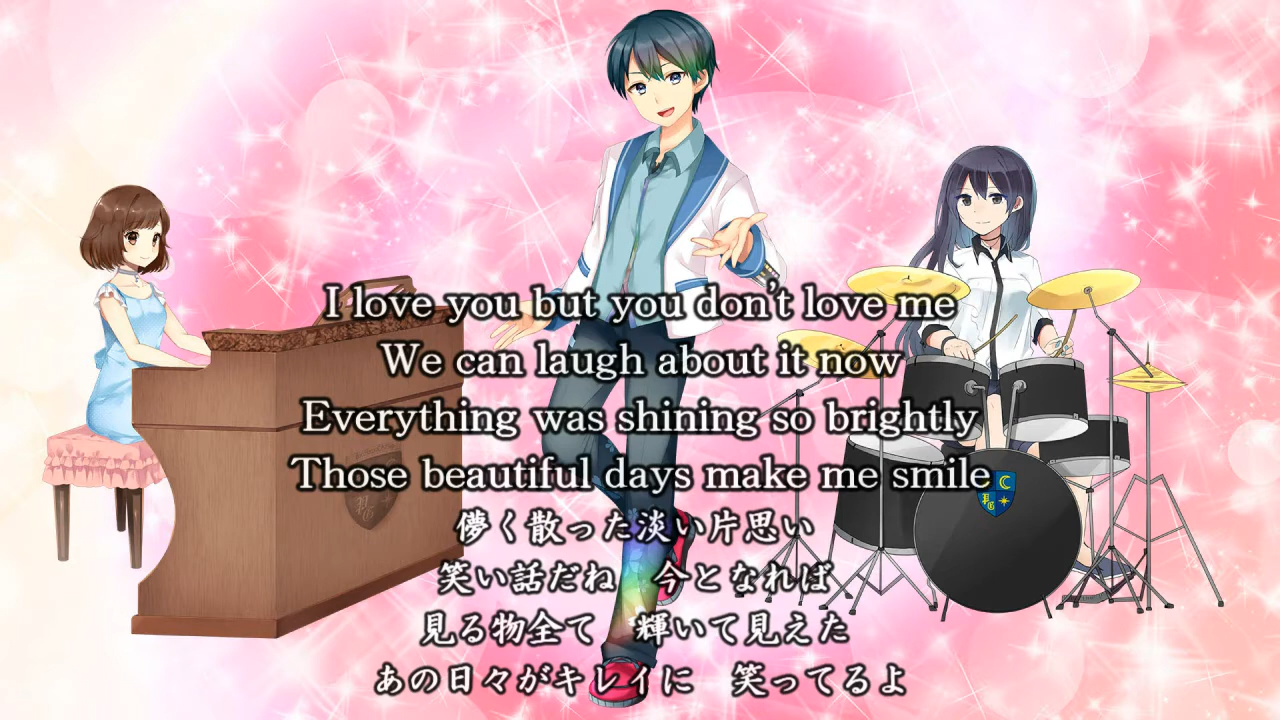 I love you but you don't love me
We can laugh about it now
Everything was shining so brightly
Those beautiful days make me smile
儚く散った淡い片思い
笑い話だね　今となれば
見る物全て　輝いて見えた
あの日々がキレイに　笑ってるよ